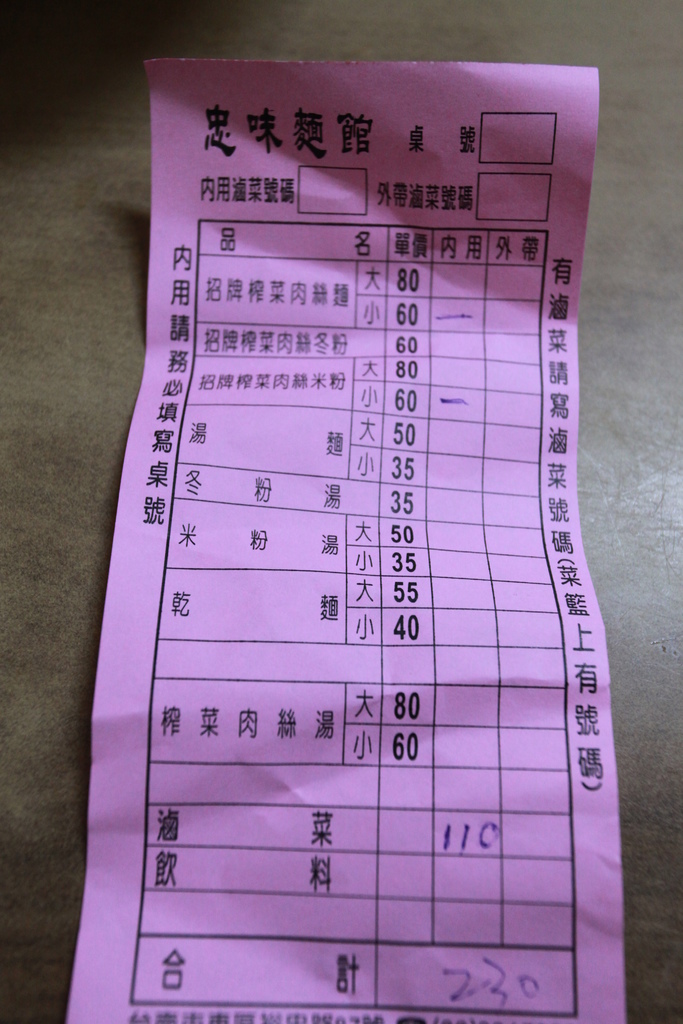 忠味麵館 桌號
內用滷菜號碼 外帶滷菜號碼
品名 單價 內用 外帶
招牌榨菜肉絲麵 大 80
小 60 一
招牌榨菜肉絲冬粉 60
招牌榨菜肉絲米粉 大 80
小 60 一
湯麵 大 50
小 35
冬粉湯 35
米粉湯 大 50
小 35
乾麵 大 55
小 40
榨菜肉絲湯 大 80
小 60
滷菜 110
飲料
合計 230
內用請務必填寫桌號
有滷菜請寫滷菜號碼(菜籃上有號碼)